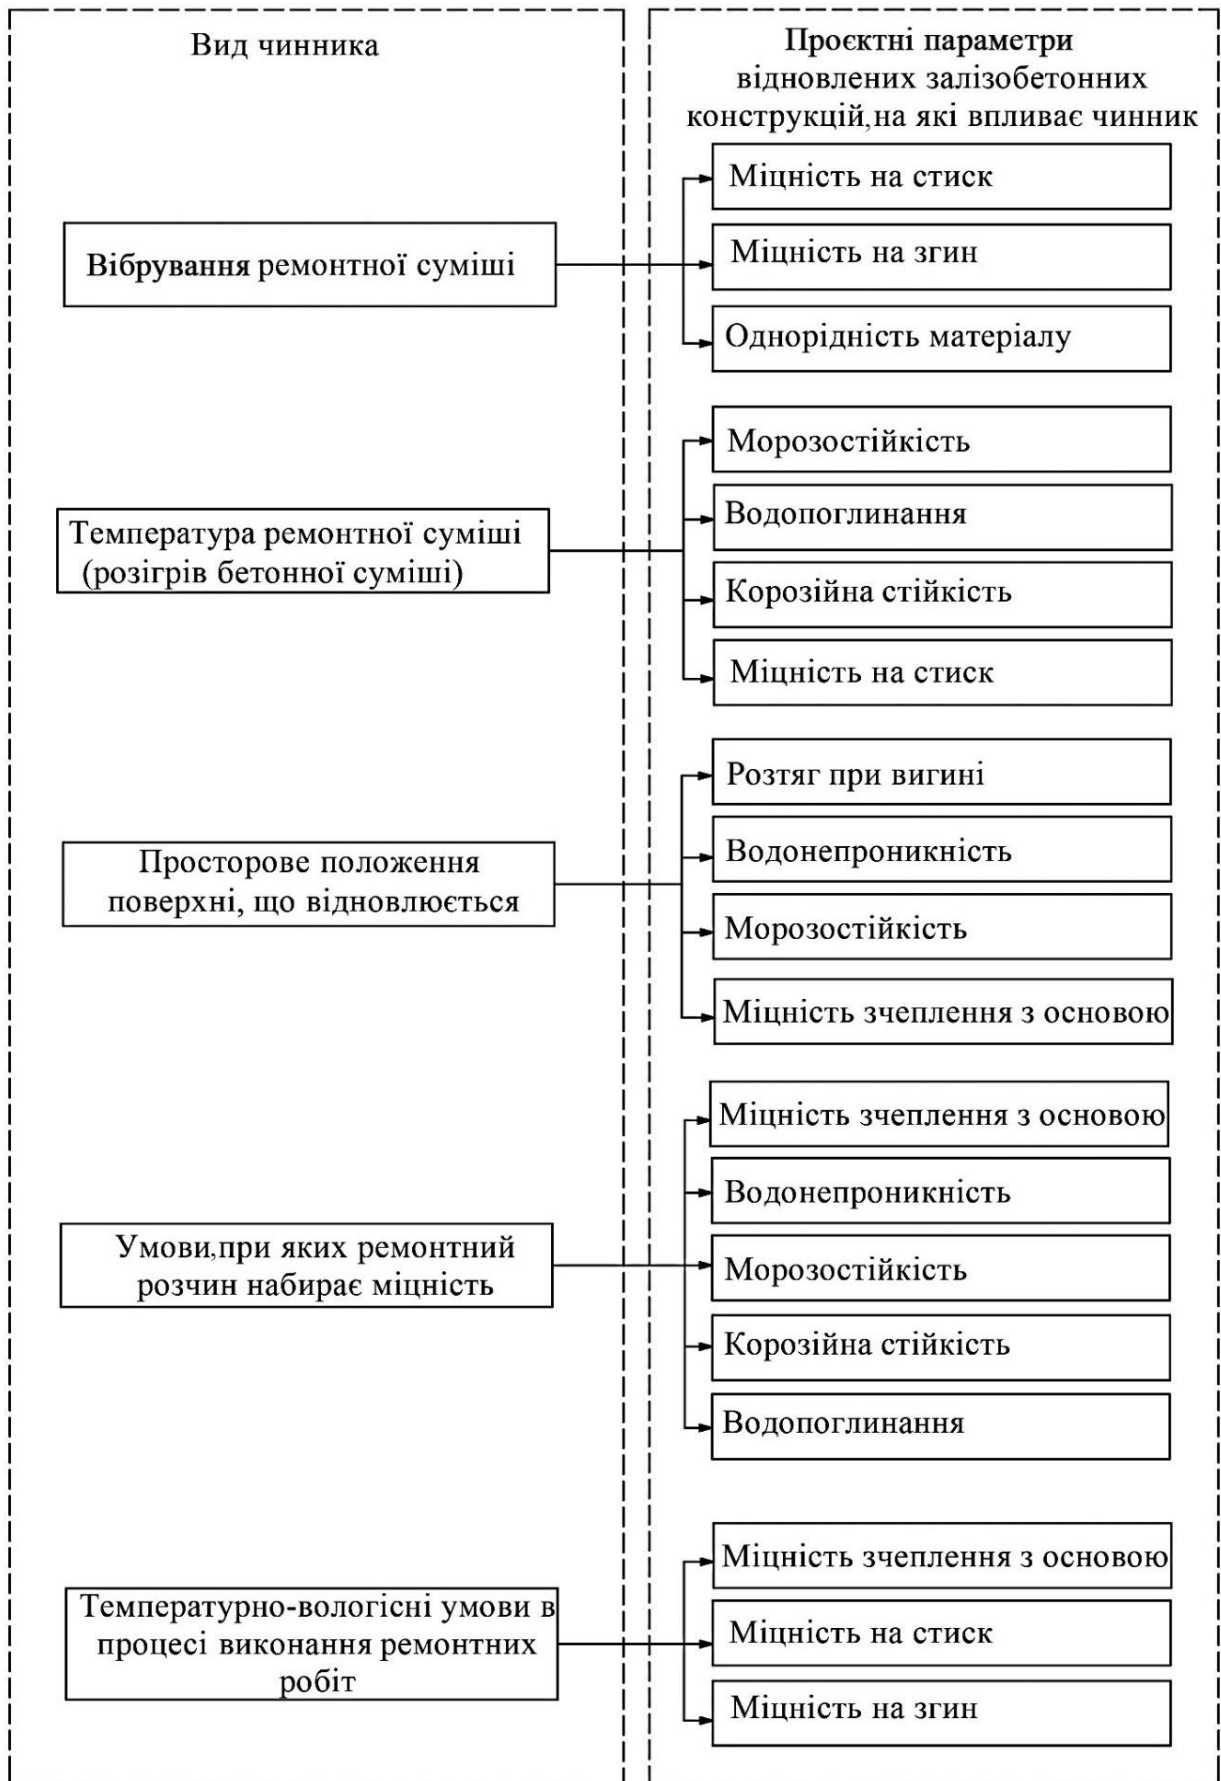 Вид чинника
Проєктні параметри
відновлених залізобетонних
конструкцій,на які впливає чинник
Вібрування ремонтної суміші
Міцність на стиск
Міцність на згин
Однорідність матеріалу
Температура ремонтної суміші
(розігрів бетонної суміші)
Морозостійкість
Водопоглинання
Корозійна стійкість
Міцність на стиск
Просторове положення
поверхні, що відновлюється
Розтяг при вигині
Водонепроникність
Морозостійкість
Міцність зчеплення з основою
Умови,при яких ремонтний
розчин набирає міцність
Міцність зчеплення з основою
Водонепроникність
Морозостійкість
Корозійна стійкість
Водопоглинання
Температурно-вологісні умови в
процесі виконання ремонтних
робіт
Міцність зчеплення з основою
Міцність на стиск
Міцність на згин